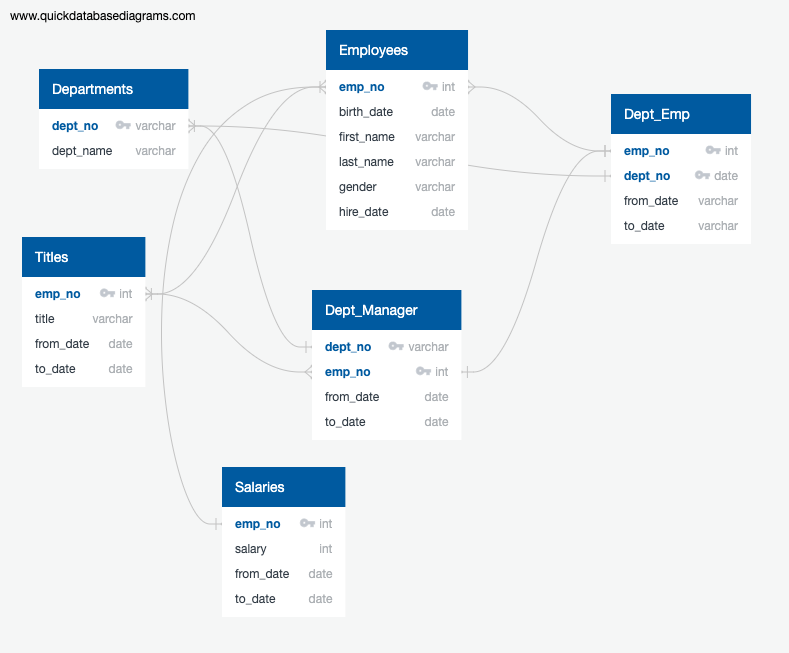 www.quickdatabasediagrams.com
Departments
dept_no varchar
dept_name varchar
Employees
emp_no int
birth_date date
first_name varchar
last_name varchar
gender varchar
hire_date date
Dept_Emp
emp_no int
dept_no date
from_date varchar
to_date varchar
Titles
emp_no int
title varchar
from_date date
to_date date
Dept_Manager
dept_no varchar
emp_no int
from_date date
to_date date
Salaries
emp_no int
salary int
from_date date
to_date date